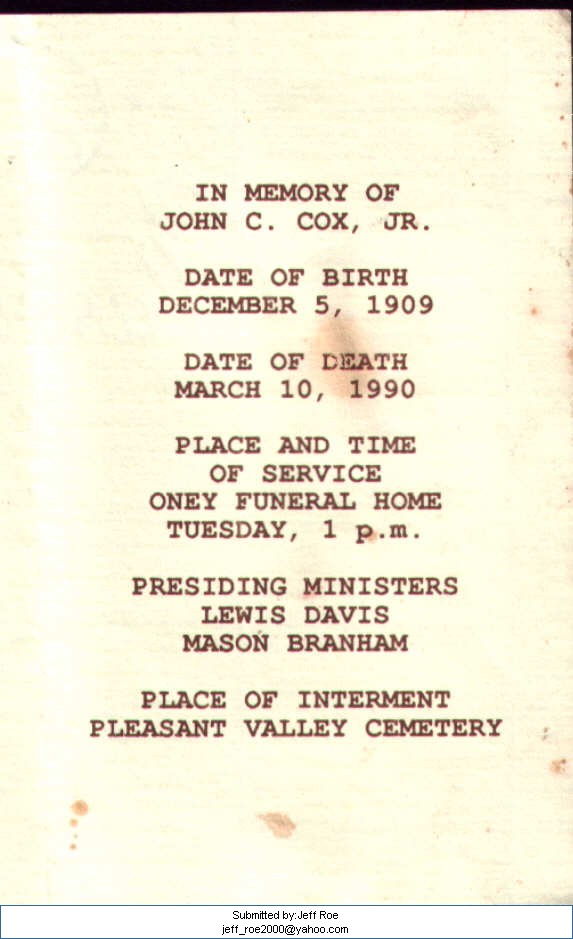 IN MEMORY OF
JOHN C. COX, JR.
DATE OF BIRTH
DECEMBER 5, 1909
DATE OF DEATH
MARCH 10, 1990
PLACE AND TIME
OF SERVICE
ONEY FUNERAL HOME
TUESDAY, 1 p.m.
PRESIDING MINISTERS
LEWIS DAVIS
MASON BRANHAM
PLACE OF INTERMENT
PLEASANT VALLEY CEMETERY
Submitted by:Jeff Roe
jeff_roe2000@yahoo.com